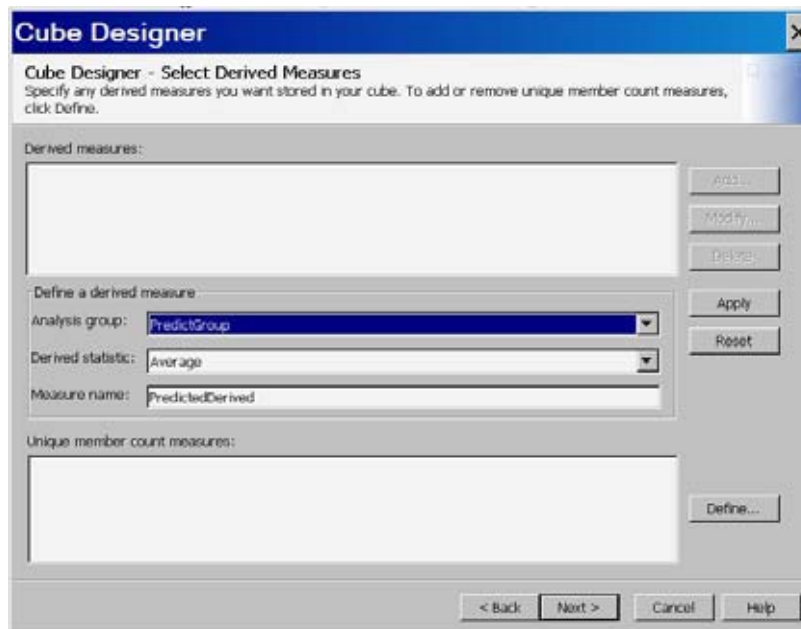 Cube Designer
Cube Designer - Select Derived Measures
Specify any derived measures you want stored in your cube. To add or remove unique member count measures,
click Define.
Derived measures:
Add...
Modify...
Delete
Define a derived measure
Analysis group: PredictGroup
Apply
Reset
Derived statistic: Average
Measure name: PredictedDerived
Unique member count measures:
Define...
< Back Next > Cancel Help